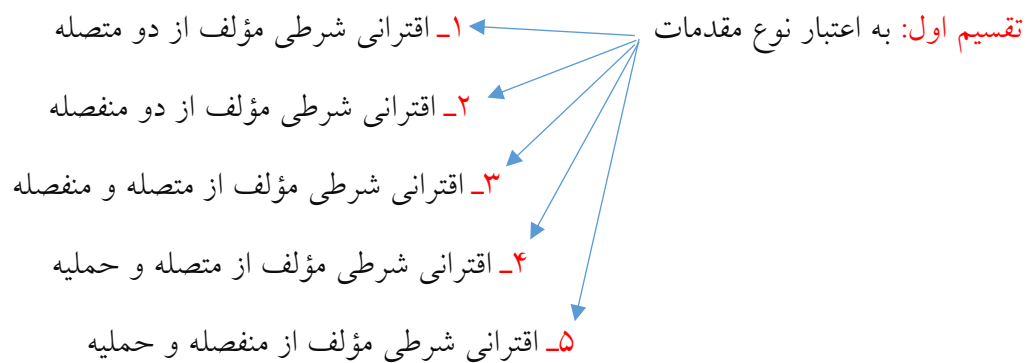 تقسیم اول: به اعتبار نوع مقدمات
۱ـ اقترانی شرطی مؤلف از دو متصله
۲ـ اقترانی شرطی مؤلف از دو منفصله
۳ـ اقترانی شرطی مؤلف از متصله و منفصله
۴ـ اقترانی شرطی مؤلف از متصله و حملیه
۵ـ اقترانی شرطی مؤلف از منفصله و حملیه